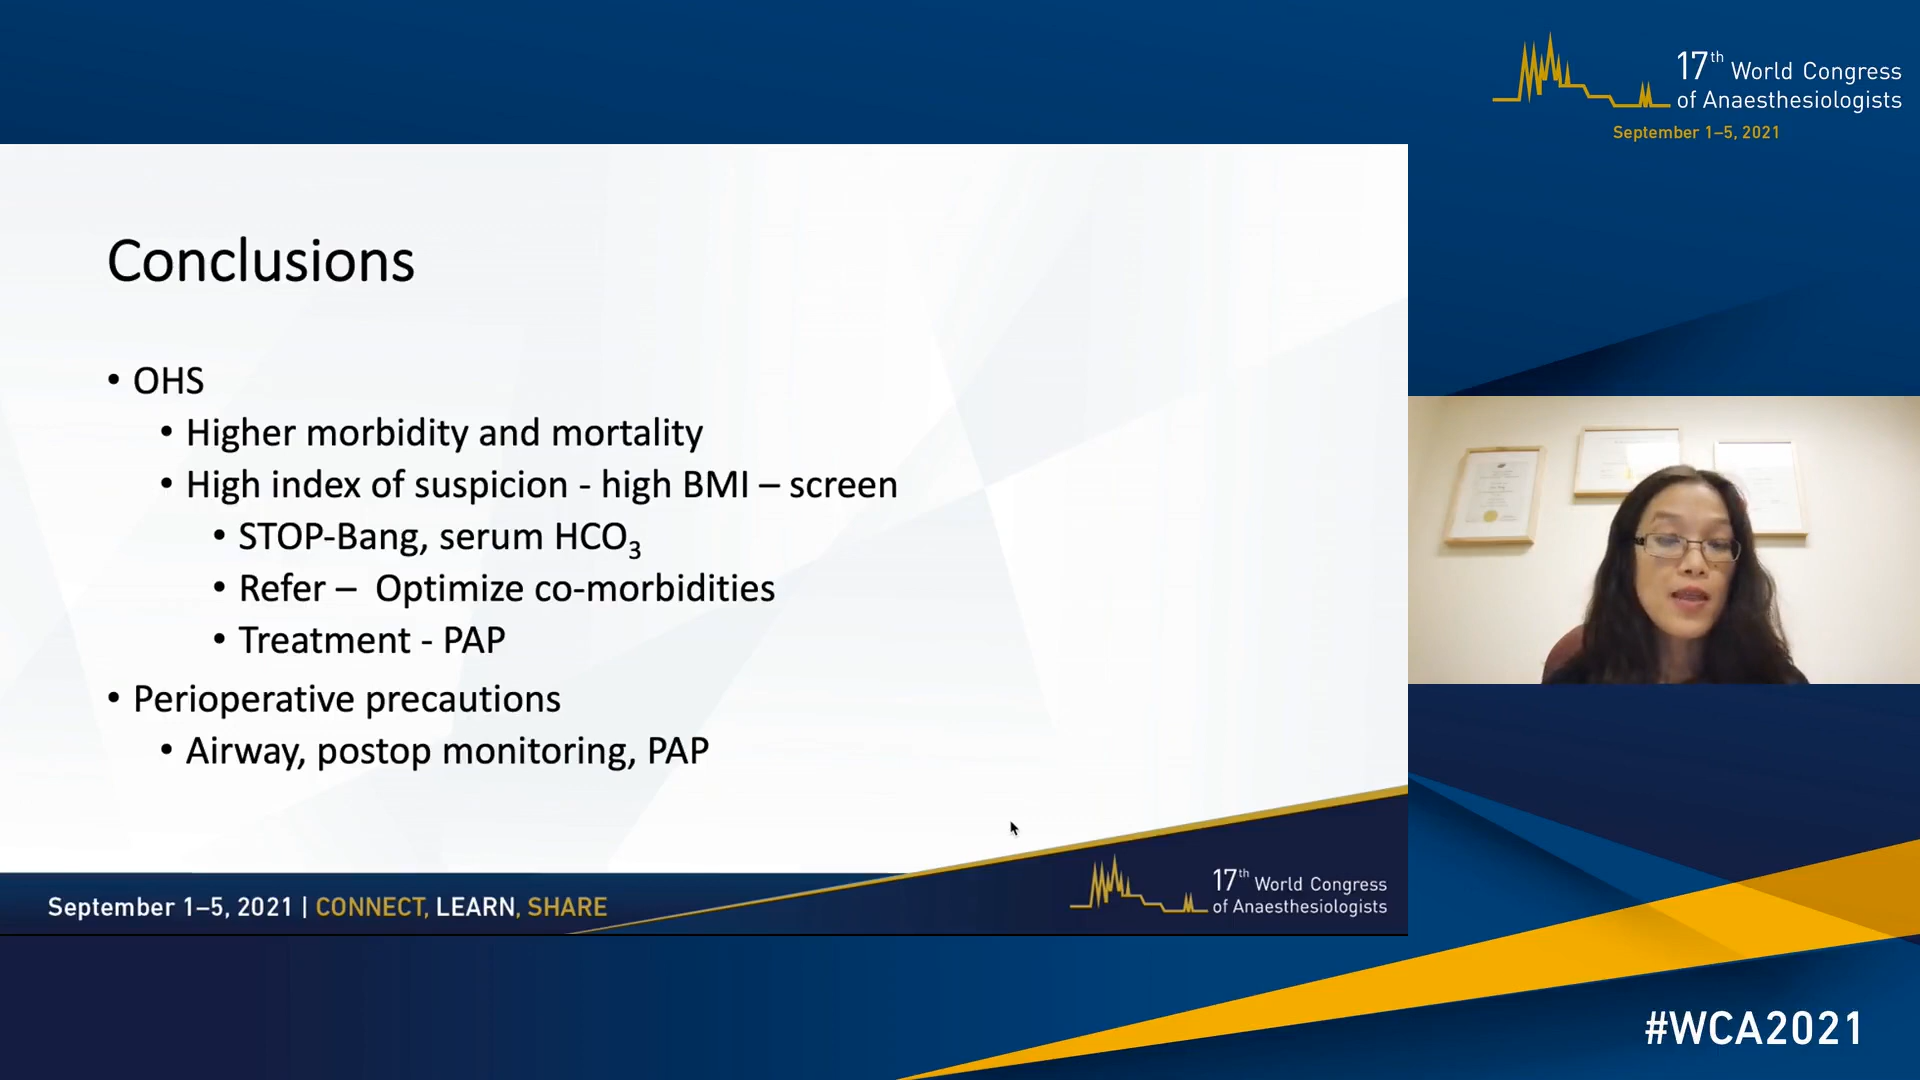 17th World Congress
of Anaesthesiologists
September 1–5, 2021
Conclusions
• OHS
• Higher morbidity and mortality
• High index of suspicion - high BMI – screen
• STOP-Bang, serum HCO₃
• Refer – Optimize co-morbidities
• Treatment - PAP
• Perioperative precautions
• Airway, postop monitoring, PAP
September 1–5, 2021 | CONNECT, LEARN, SHARE
17th World Congress
of Anaesthesiologists
#WCA2021